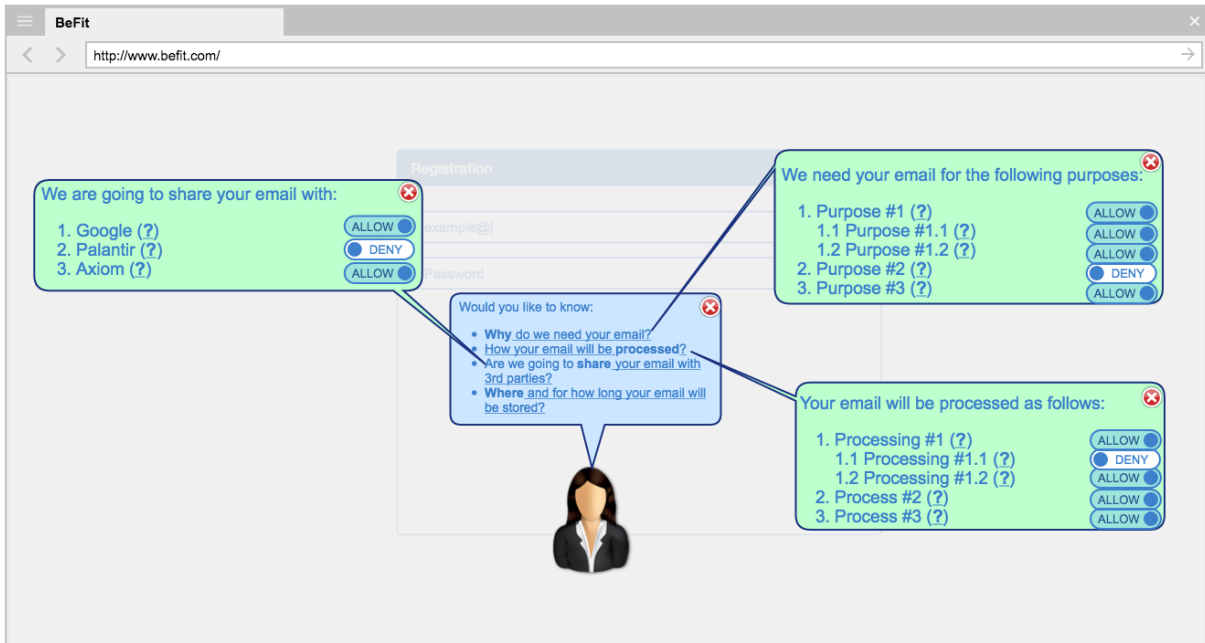 BeFit
http://www.befit.com/
Registration
example@|
Password
We are going to share your email with:
1. Google (?) ALLOW
2. Palantir (?) DENY
3. Axiom (?) ALLOW
Would you like to know:
• Why do we need your email?
• How your email will be processed?
• Are we going to share your email with
3rd parties?
• Where and for how long your email will
be stored?
We need your email for the following purposes:
1. Purpose #1 (?) ALLOW
1.1 Purpose #1.1 (?) ALLOW
1.2 Purpose #1.2 (?) ALLOW
2. Purpose #2 (?) DENY
3. Purpose #3 (?) ALLOW
Your email will be processed as follows:
1. Processing #1 (?) ALLOW
1.1 Processing #1.1 (?) DENY
1.2 Processing #1.2 (?) ALLOW
2. Process #2 (?) ALLOW
3. Process #3 (?) ALLOW